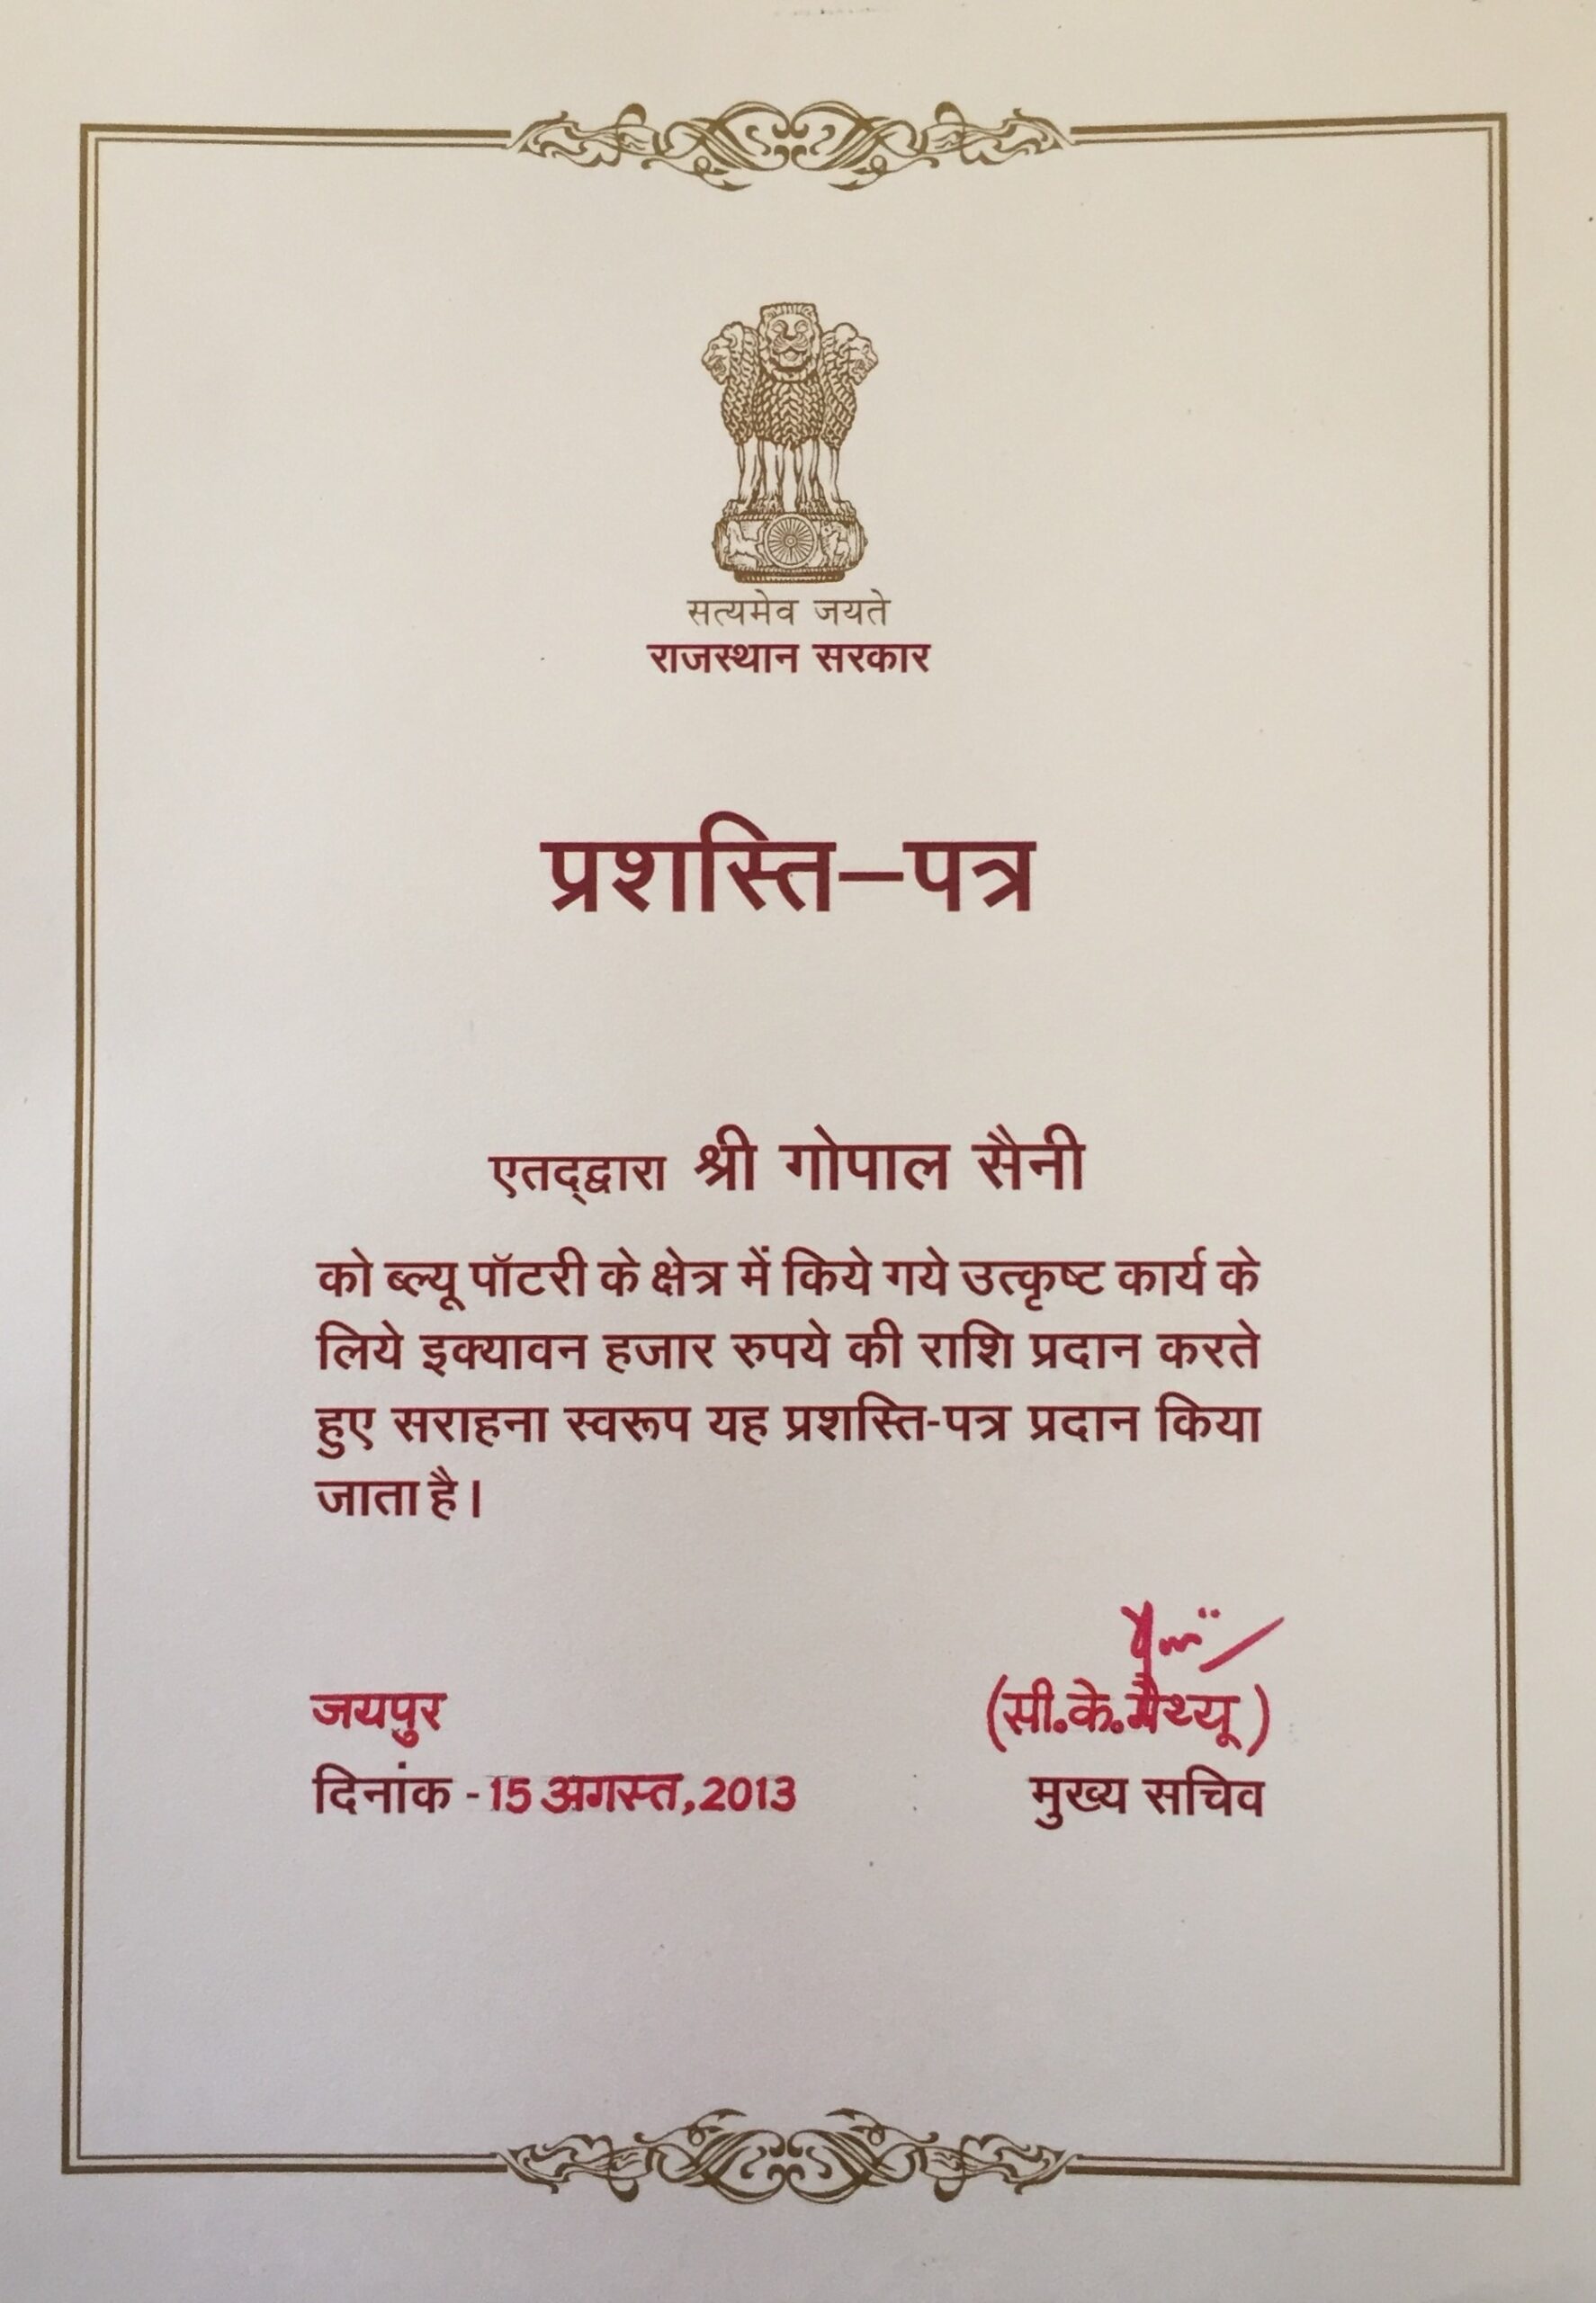 सत्यमेव जयते
राजस्थान सरकार
प्रशस्ति–पत्र
एतद्द्वारा श्री गोपाल सैनी
को ब्ल्यू पॉटरी के क्षेत्र में किये गये उत्कृष्ट कार्य के
लिये इक्यावन हजार रुपये की राशि प्रदान करते
हुए सराहना स्वरूप यह प्रशस्ति-पत्र प्रदान किया
जाता है।
जयपुर
(सी.के.मैथ्यू)
दिनांक - 15 अगस्त, 2013
मुख्य सचिव